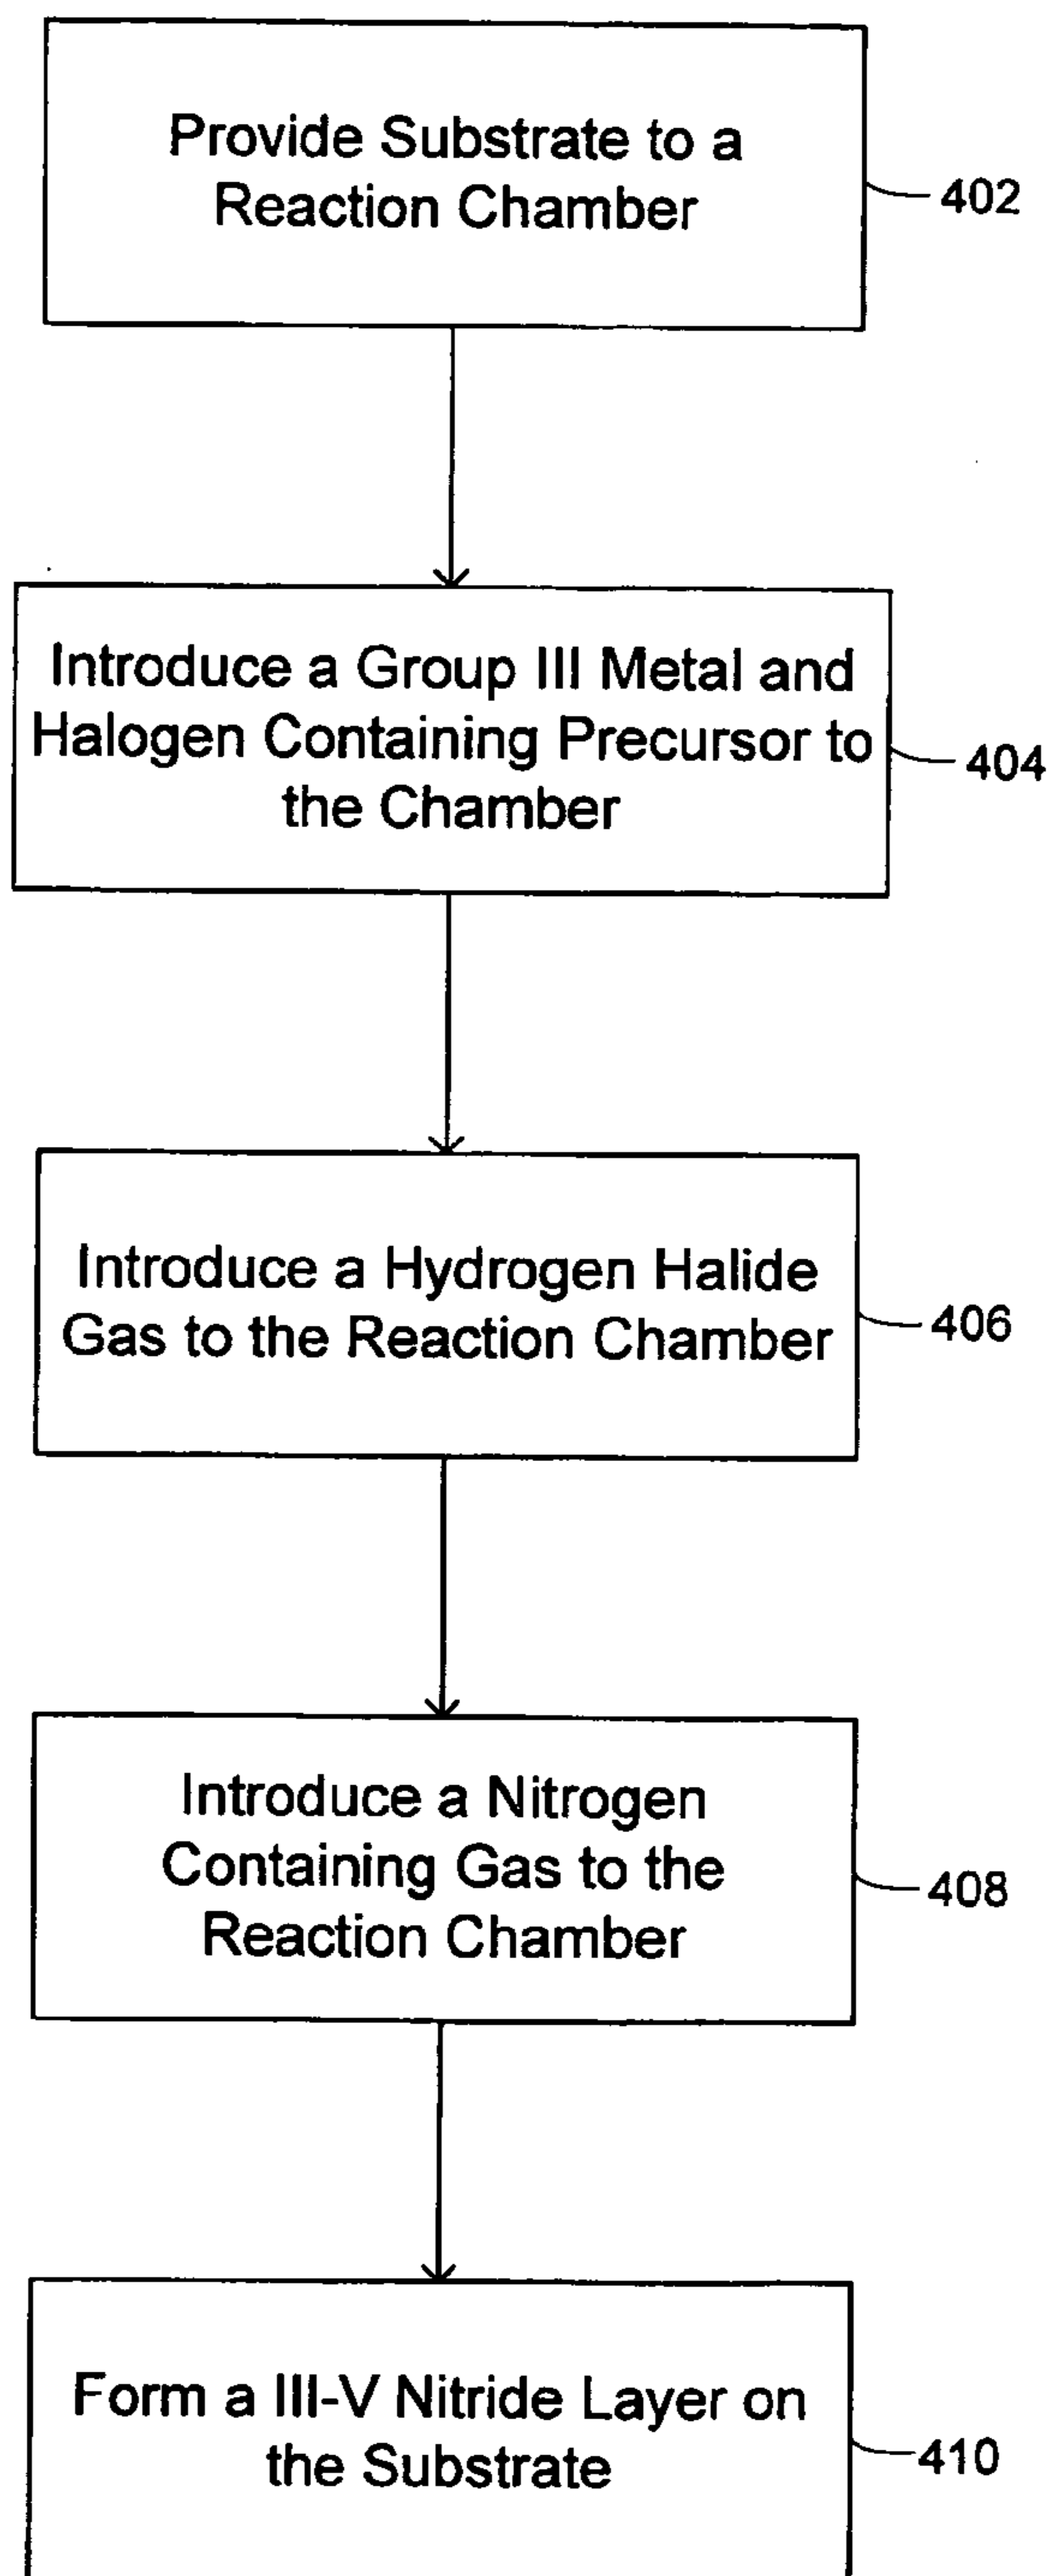 Provide Substrate to a
Reaction Chamber
402
Introduce a Group III Metal and
Halogen Containing Precursor to
the Chamber
404
Introduce a Hydrogen Halide
Gas to the Reaction Chamber
406
Introduce a Nitrogen
Containing Gas to the
Reaction Chamber
408
Form a III-V Nitride Layer on
the Substrate
410